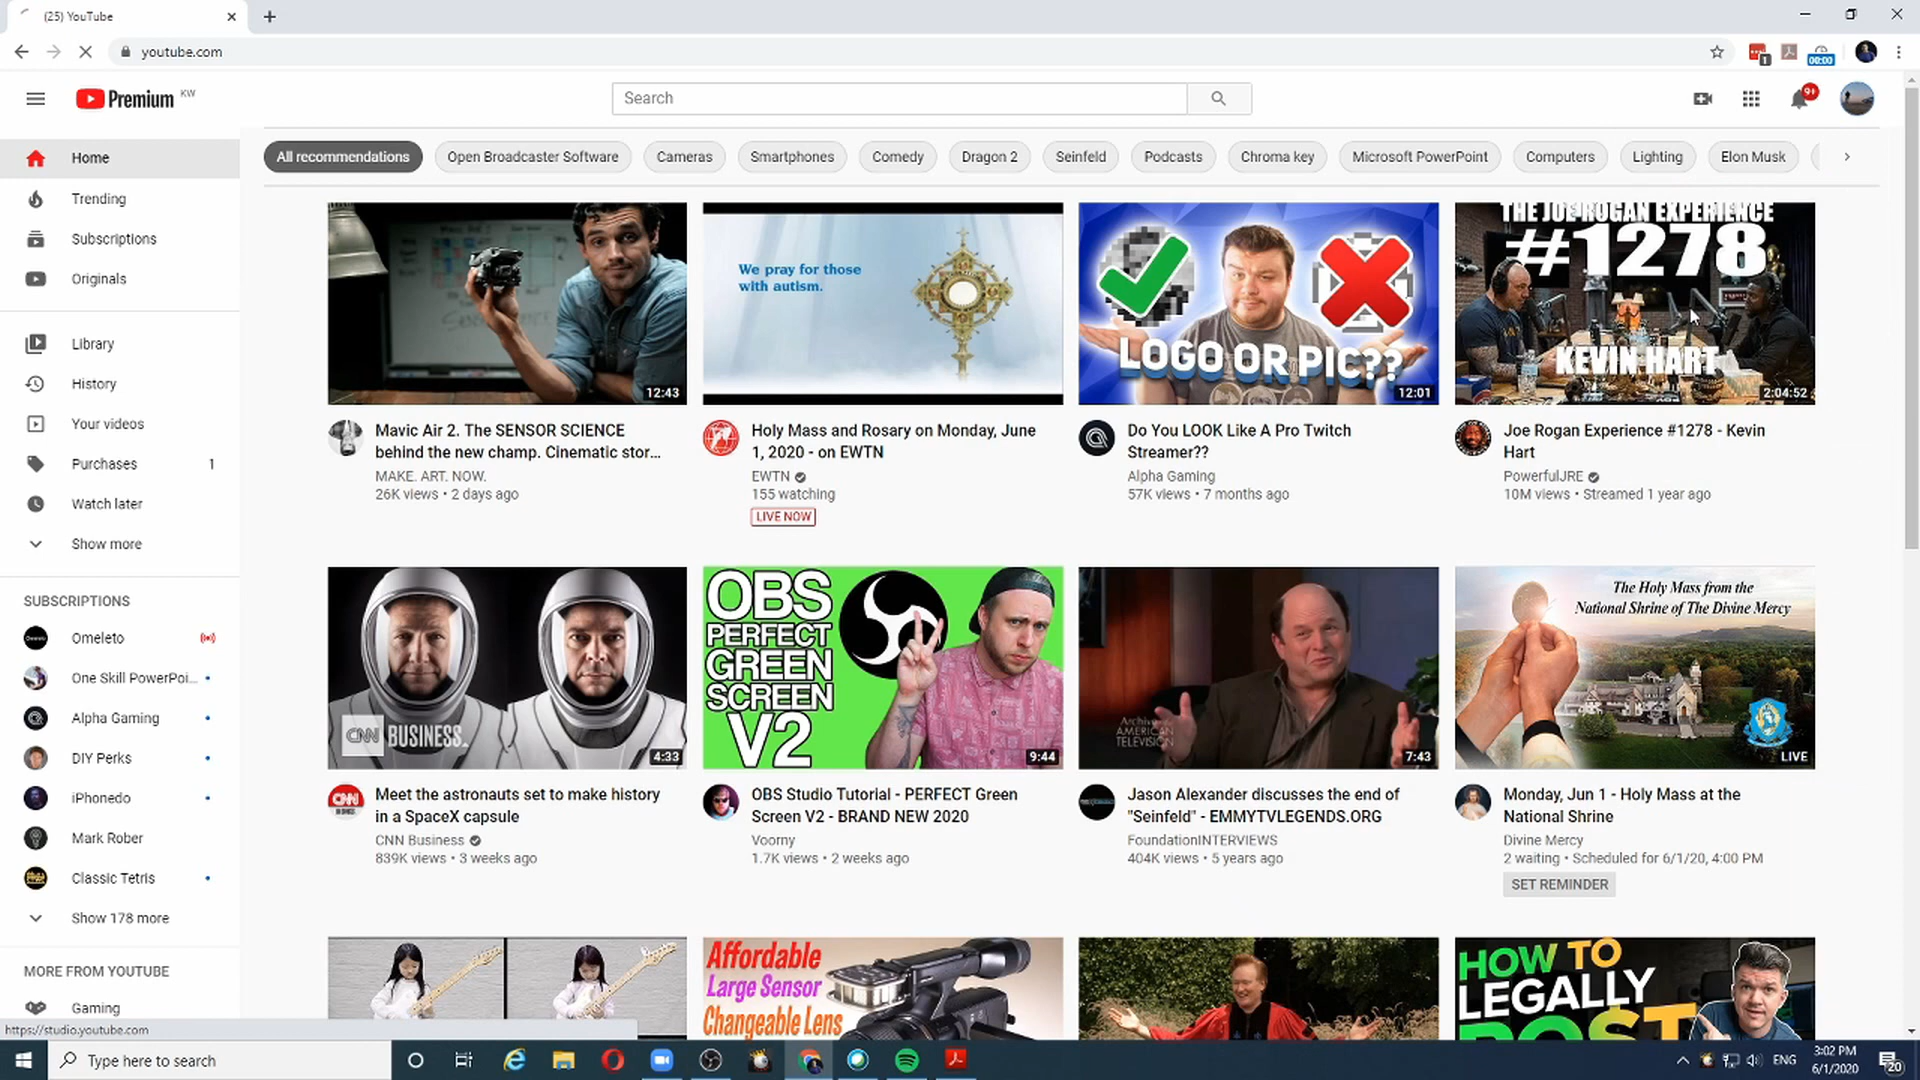 (25) YouTube
youtube.com
1
00:00
Premium KW
Search
9+
Home
Trending
Subscriptions
Originals
Library
History
Your videos
Purchases 1
Watch later
Show more
SUBSCRIPTIONS
Omeleto
One Skill PowerPoi...
Alpha Gaming
DIY Perks
iPhonedo
Mark Rober
Classic Tetris
Show 178 more
MORE FROM YOUTUBE
Gaming
All recommendations
Open Broadcaster Software
Cameras
Smartphones
Comedy
Dragon 2
Seinfeld
Podcasts
Chroma key
Microsoft PowerPoint
Computers
Lighting
Elon Musk
12:43
Mavic Air 2. The SENSOR SCIENCE
behind the new champ. Cinematic stor...
MAKE. ART. NOW.
26K views • 2 days ago
We pray for those
with autism.
Holy Mass and Rosary on Monday, June
1, 2020 - on EWTN
EWTN
155 watching
LIVE NOW
LOGO OR PIC??
12:01
Do You LOOK Like A Pro Twitch
Streamer??
Alpha Gaming
57K views • 7 months ago
THE JOE ROGAN EXPERIENCE
#1278
KEVIN HART
2:04:52
Joe Rogan Experience #1278 - Kevin
Hart
PowerfulJRE
10M views • Streamed 1 year ago
CNN BUSINESS
4:33
Meet the astronauts set to make history
in a SpaceX capsule
CNN Business
839K views • 3 weeks ago
OBS
PERFECT
GREEN
SCREEN
V2
9:44
OBS Studio Tutorial - PERFECT Green
Screen V2 - BRAND NEW 2020
Voorny
1.7K views • 2 weeks ago
Archive of
AMERICAN
TELEVISION
7:43
Jason Alexander discusses the end of
"Seinfeld" - EMMYTVLEGENDS.ORG
FoundationINTERVIEWS
404K views • 5 years ago
The Holy Mass from the
National Shrine of The Divine Mercy
LIVE
Monday, Jun 1 - Holy Mass at the
National Shrine
Divine Mercy
2 waiting • Scheduled for 6/1/20, 4:00 PM
SET REMINDER
Affordable
Large Sensor
Changeable Lens
HOW TO
LEGALLY
POST
https://studio.youtube.com
Type here to search
ENG
3:02 PM
6/1/2020
20